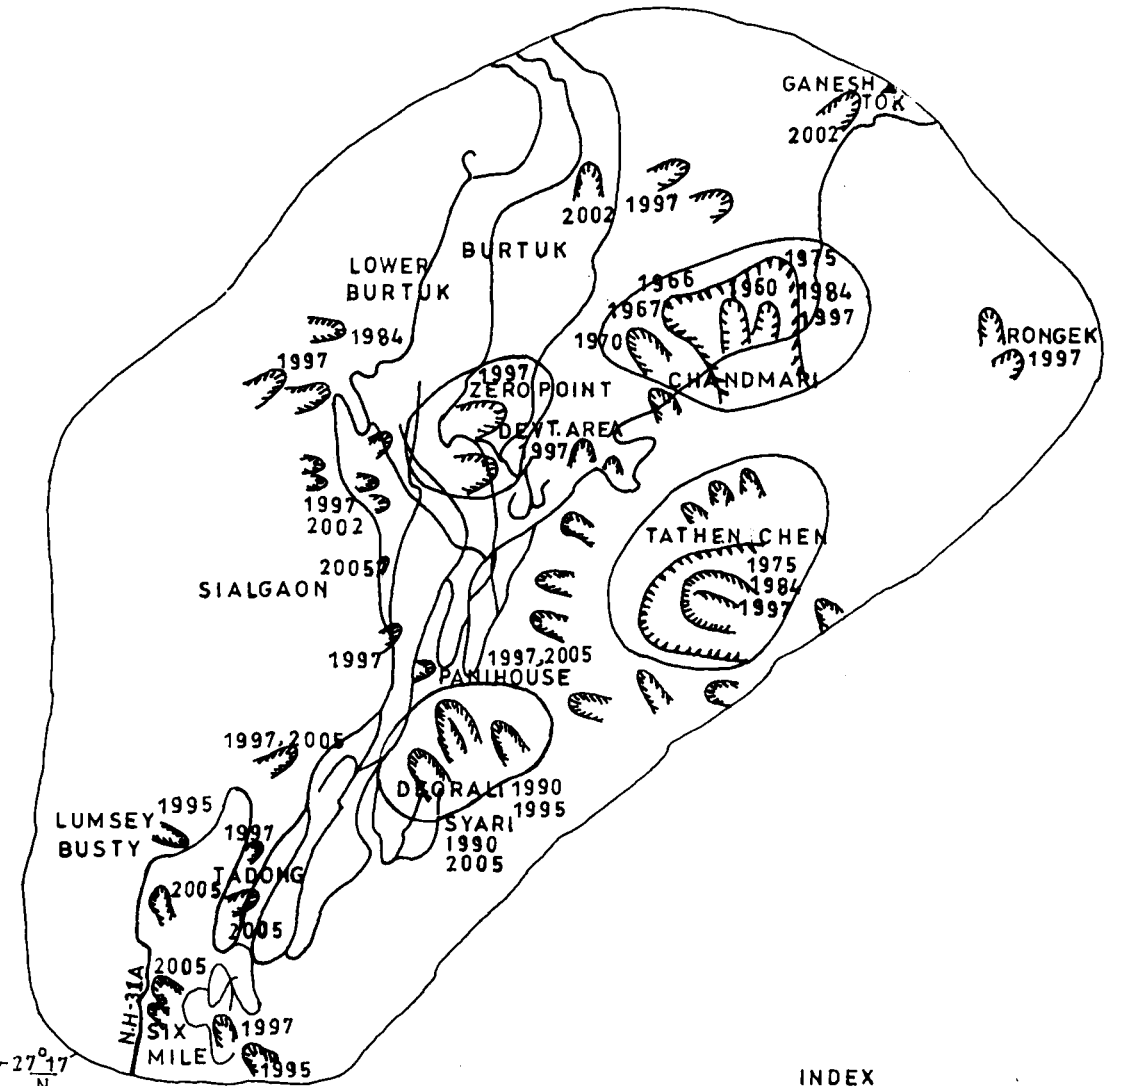 GANESH
TOK
2002
2002
1997
BURTUK
LOWER
BURTUK
1975
1966
1960
1984
1967
1997
1970
CHANDMARI
1984
1997
RONGEK
1997
1997
ZERO POINT
DEVT. AREA
1997
1997
2002
2005
SIALGAON
TATHEN CHEN
1975
1984
1997
1997
1997,2005
PANIHOUSE
1997,2005
DEORALI 1990
1995
SYARI
1990
2005
1995
LUMSEY
BUSTY
1997
TADONG
2005
2005
2005
N.H-31A
SIX
MILE
1997
1995
27°17'
N
INDEX